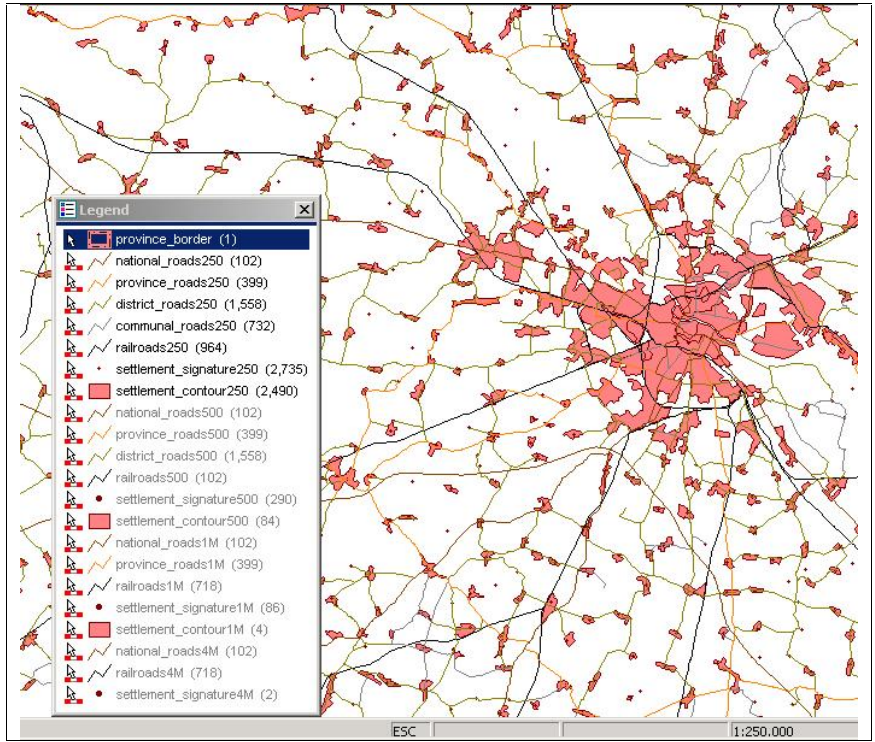 Legend
province_border (1)
national_roads250 (102)
province_roads250 (399)
district_roads250 (1,558)
communal_roads250 (732)
railroads250 (964)
settlement_signature250 (2,735)
settlement_contour250 (2,490)
national_roads500 (102)
province_roads500 (399)
district_roads500 (1,558)
railroads500 (102)
settlement_signature500 (290)
settlement_contour500 (84)
national_roads1M (102)
province_roads1M (399)
railroads1M (718)
settlement_signature1M (86)
settlement_contour1M (4)
national_roads4M (102)
railroads4M (718)
settlement_signature4M (2)
ESC
1:250.000